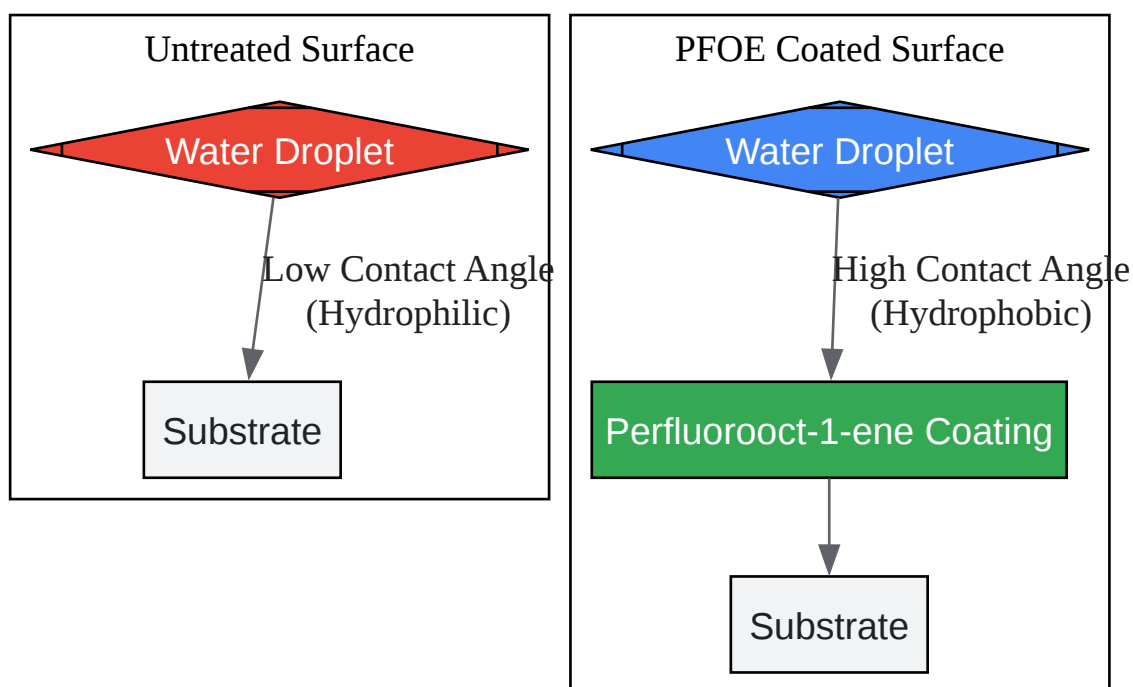 Untreated Surface
Water Droplet
Low Contact Angle
(Hydrophilic)
Substrate
PFOE Coated Surface
Water Droplet
High Contact Angle
(Hydrophobic)
Perfluorooct-1-ene Coating
Substrate